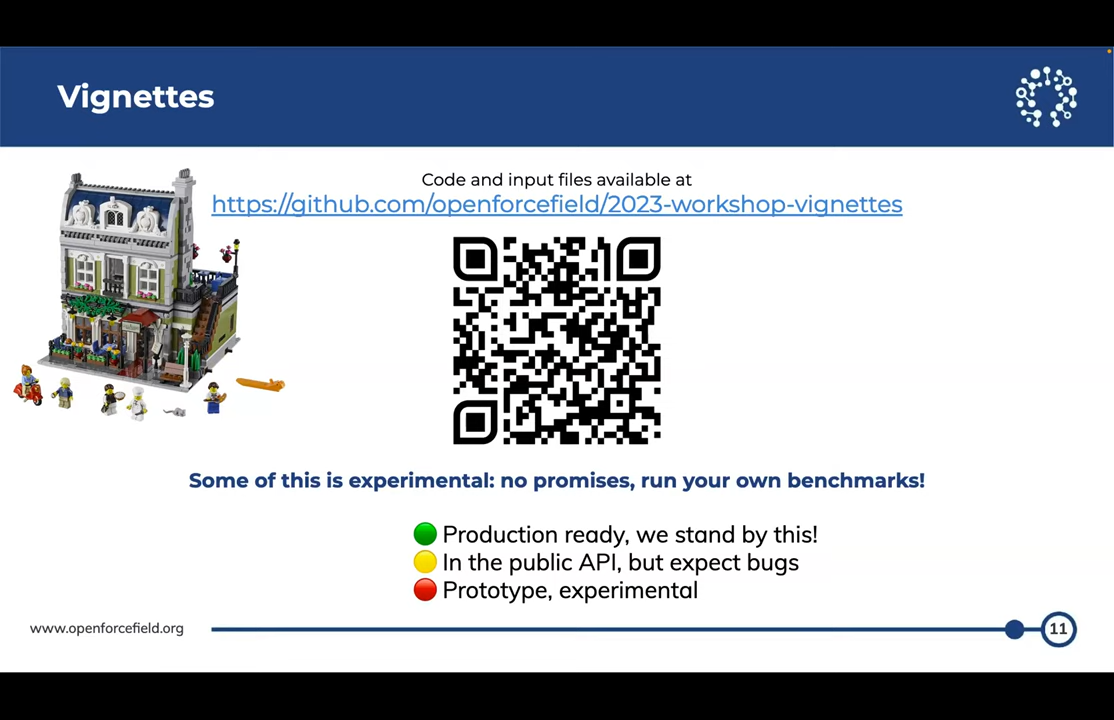 Vignettes
Code and input files available at
https://github.com/openforcefield/2023-workshop-vignettes
Some of this is experimental: no promises, run your own benchmarks!
Production ready, we stand by this!
In the public API, but expect bugs
Prototype, experimental
www.openforcefield.org
11